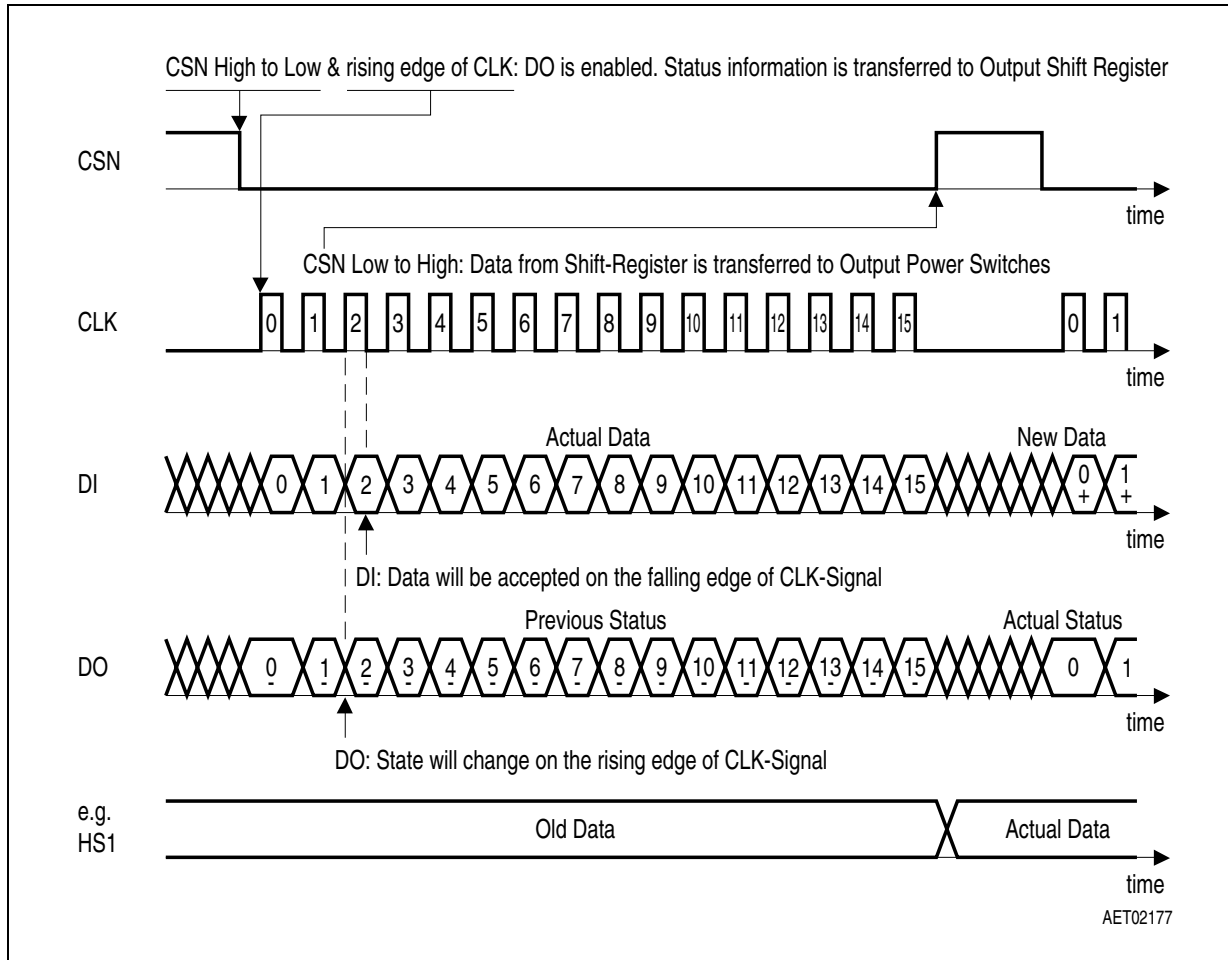 CSN High to Low & rising edge of CLK: DO is enabled. Status information is transferred to Output Shift Register
CSN
time
CSN Low to High: Data from Shift-Register is transferred to Output Power Switches
CLK
0 1 2 3 4 5 6 7 8 9 10 11 12 13 14 15 0 1
time
Actual Data New Data
DI
0 1 2 3 4 5 6 7 8 9 10 11 12 13 14 15 0 1
+ +
time
DI: Data will be accepted on the falling edge of CLK-Signal
Previous Status Actual Status
DO
0 1 2 3 4 5 6 7 8 9 10 11 12 13 14 15 0 1
- - - - - - - - - - - - - - - -
time
DO: State will change on the rising edge of CLK-Signal
e.g.
HS1
Old Data Actual Data
time
AET02177